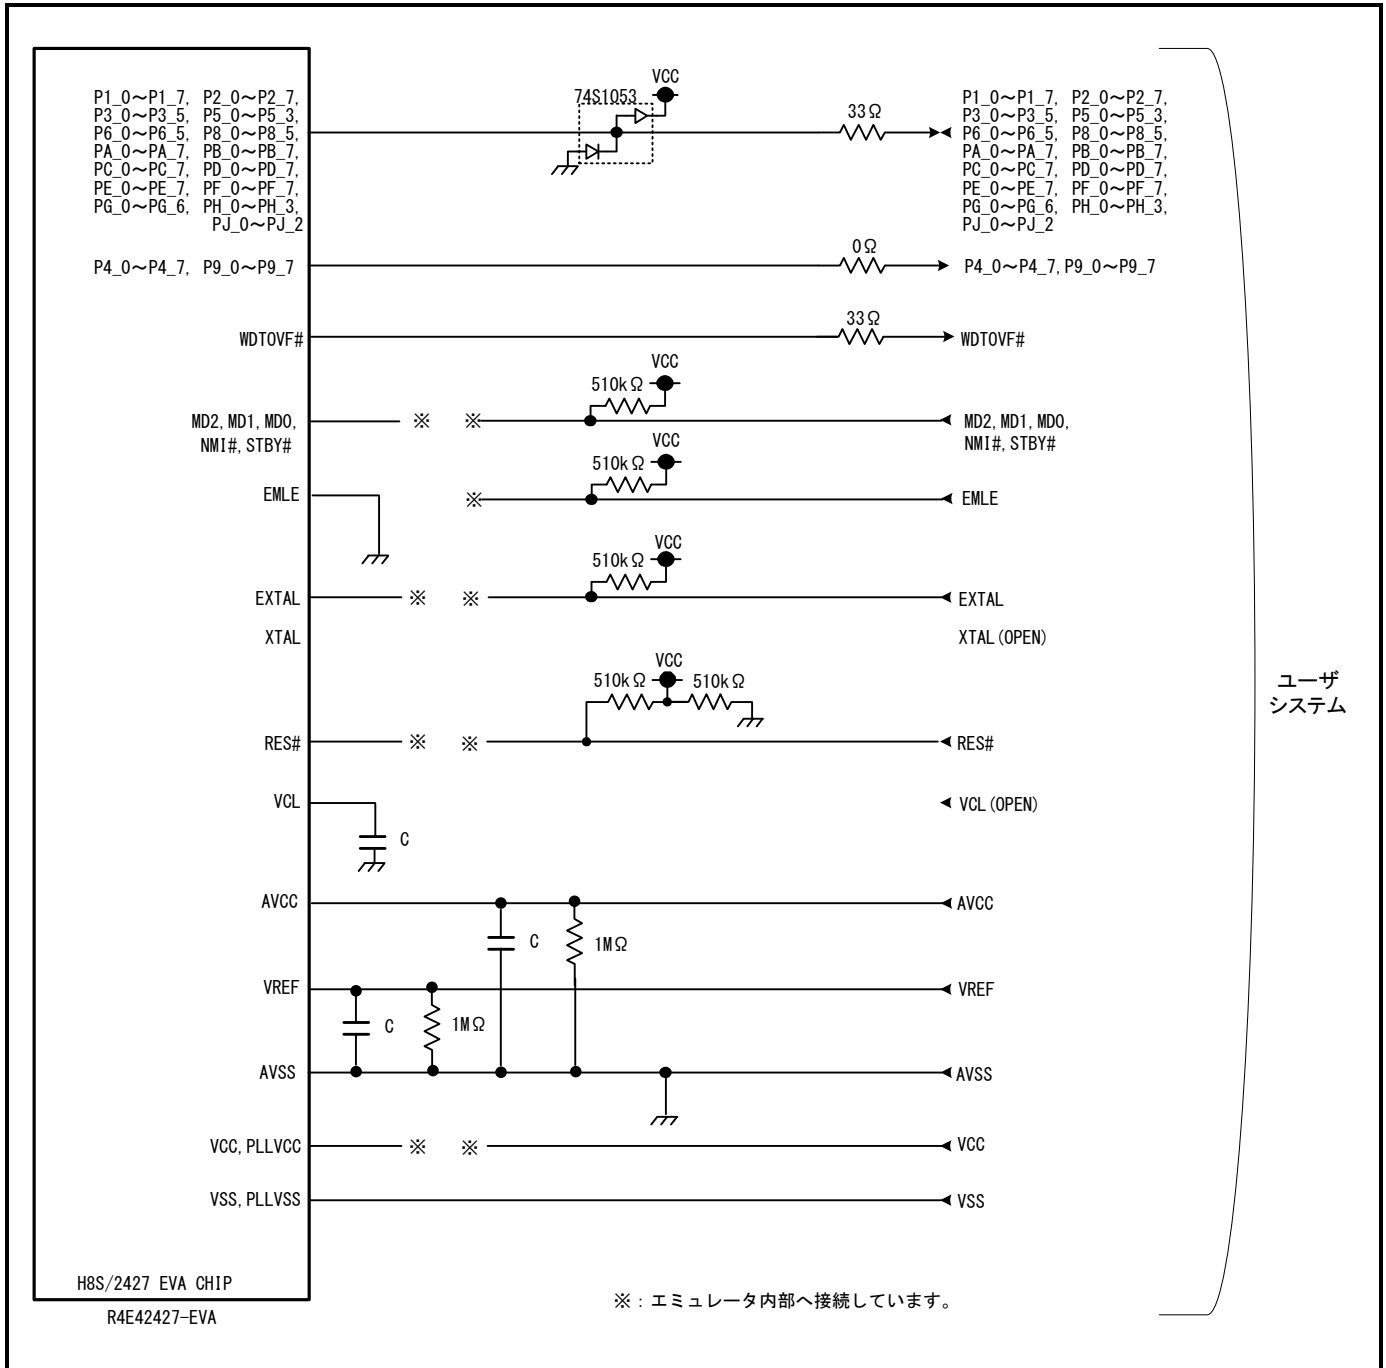 P1_0～P1_7, P2_0～P2_7,
P3_0～P3_5, P5_0～P5_3,
P6_0～P6_5, P8_0～P8_5,
PA_0～PA_7, PB_0～PB_7,
PC_0～PC_7, PD_0～PD_7,
PE_0～PE_7, PF_0～PF_7,
PG_0～PG_6, PH_0～PH_3,
PJ_0～PJ_2
74S1053
VCC
33Ω
P1_0～P1_7, P2_0～P2_7,
P3_0～P3_5, P5_0～P5_3,
P6_0～P6_5, P8_0～P8_5,
PA_0～PA_7, PB_0～PB_7,
PC_0～PC_7, PD_0～PD_7,
PE_0～PE_7, PF_0～PF_7,
PG_0～PG_6, PH_0～PH_3,
PJ_0～PJ_2
P4_0～P4_7, P9_0～P9_7
0Ω
P4_0～P4_7, P9_0～P9_7
WDTOVF#
33Ω
WDTOVF#
MD2, MD1, MD0,
NMI#, STBY#
※ ※
510kΩ
VCC
MD2, MD1, MD0,
NMI#, STBY#
EMLE
※
510kΩ
VCC
EMLE
EXTAL
※ ※
510kΩ
VCC
EXTAL
XTAL
XTAL(OPEN)
RES#
※ ※
510kΩ
VCC
510kΩ
RES#
VCL
C
VCL(OPEN)
AVCC
C
1MΩ
AVCC
VREF
C
1MΩ
VREF
AVSS
AVSS
VCC, PLLVCC
※ ※
VCC
VSS, PLLVSS
VSS
ユーザ
システム
H8S/2427 EVA CHIP
R4E42427-EVA
※：エミュレータ内部へ接続しています。